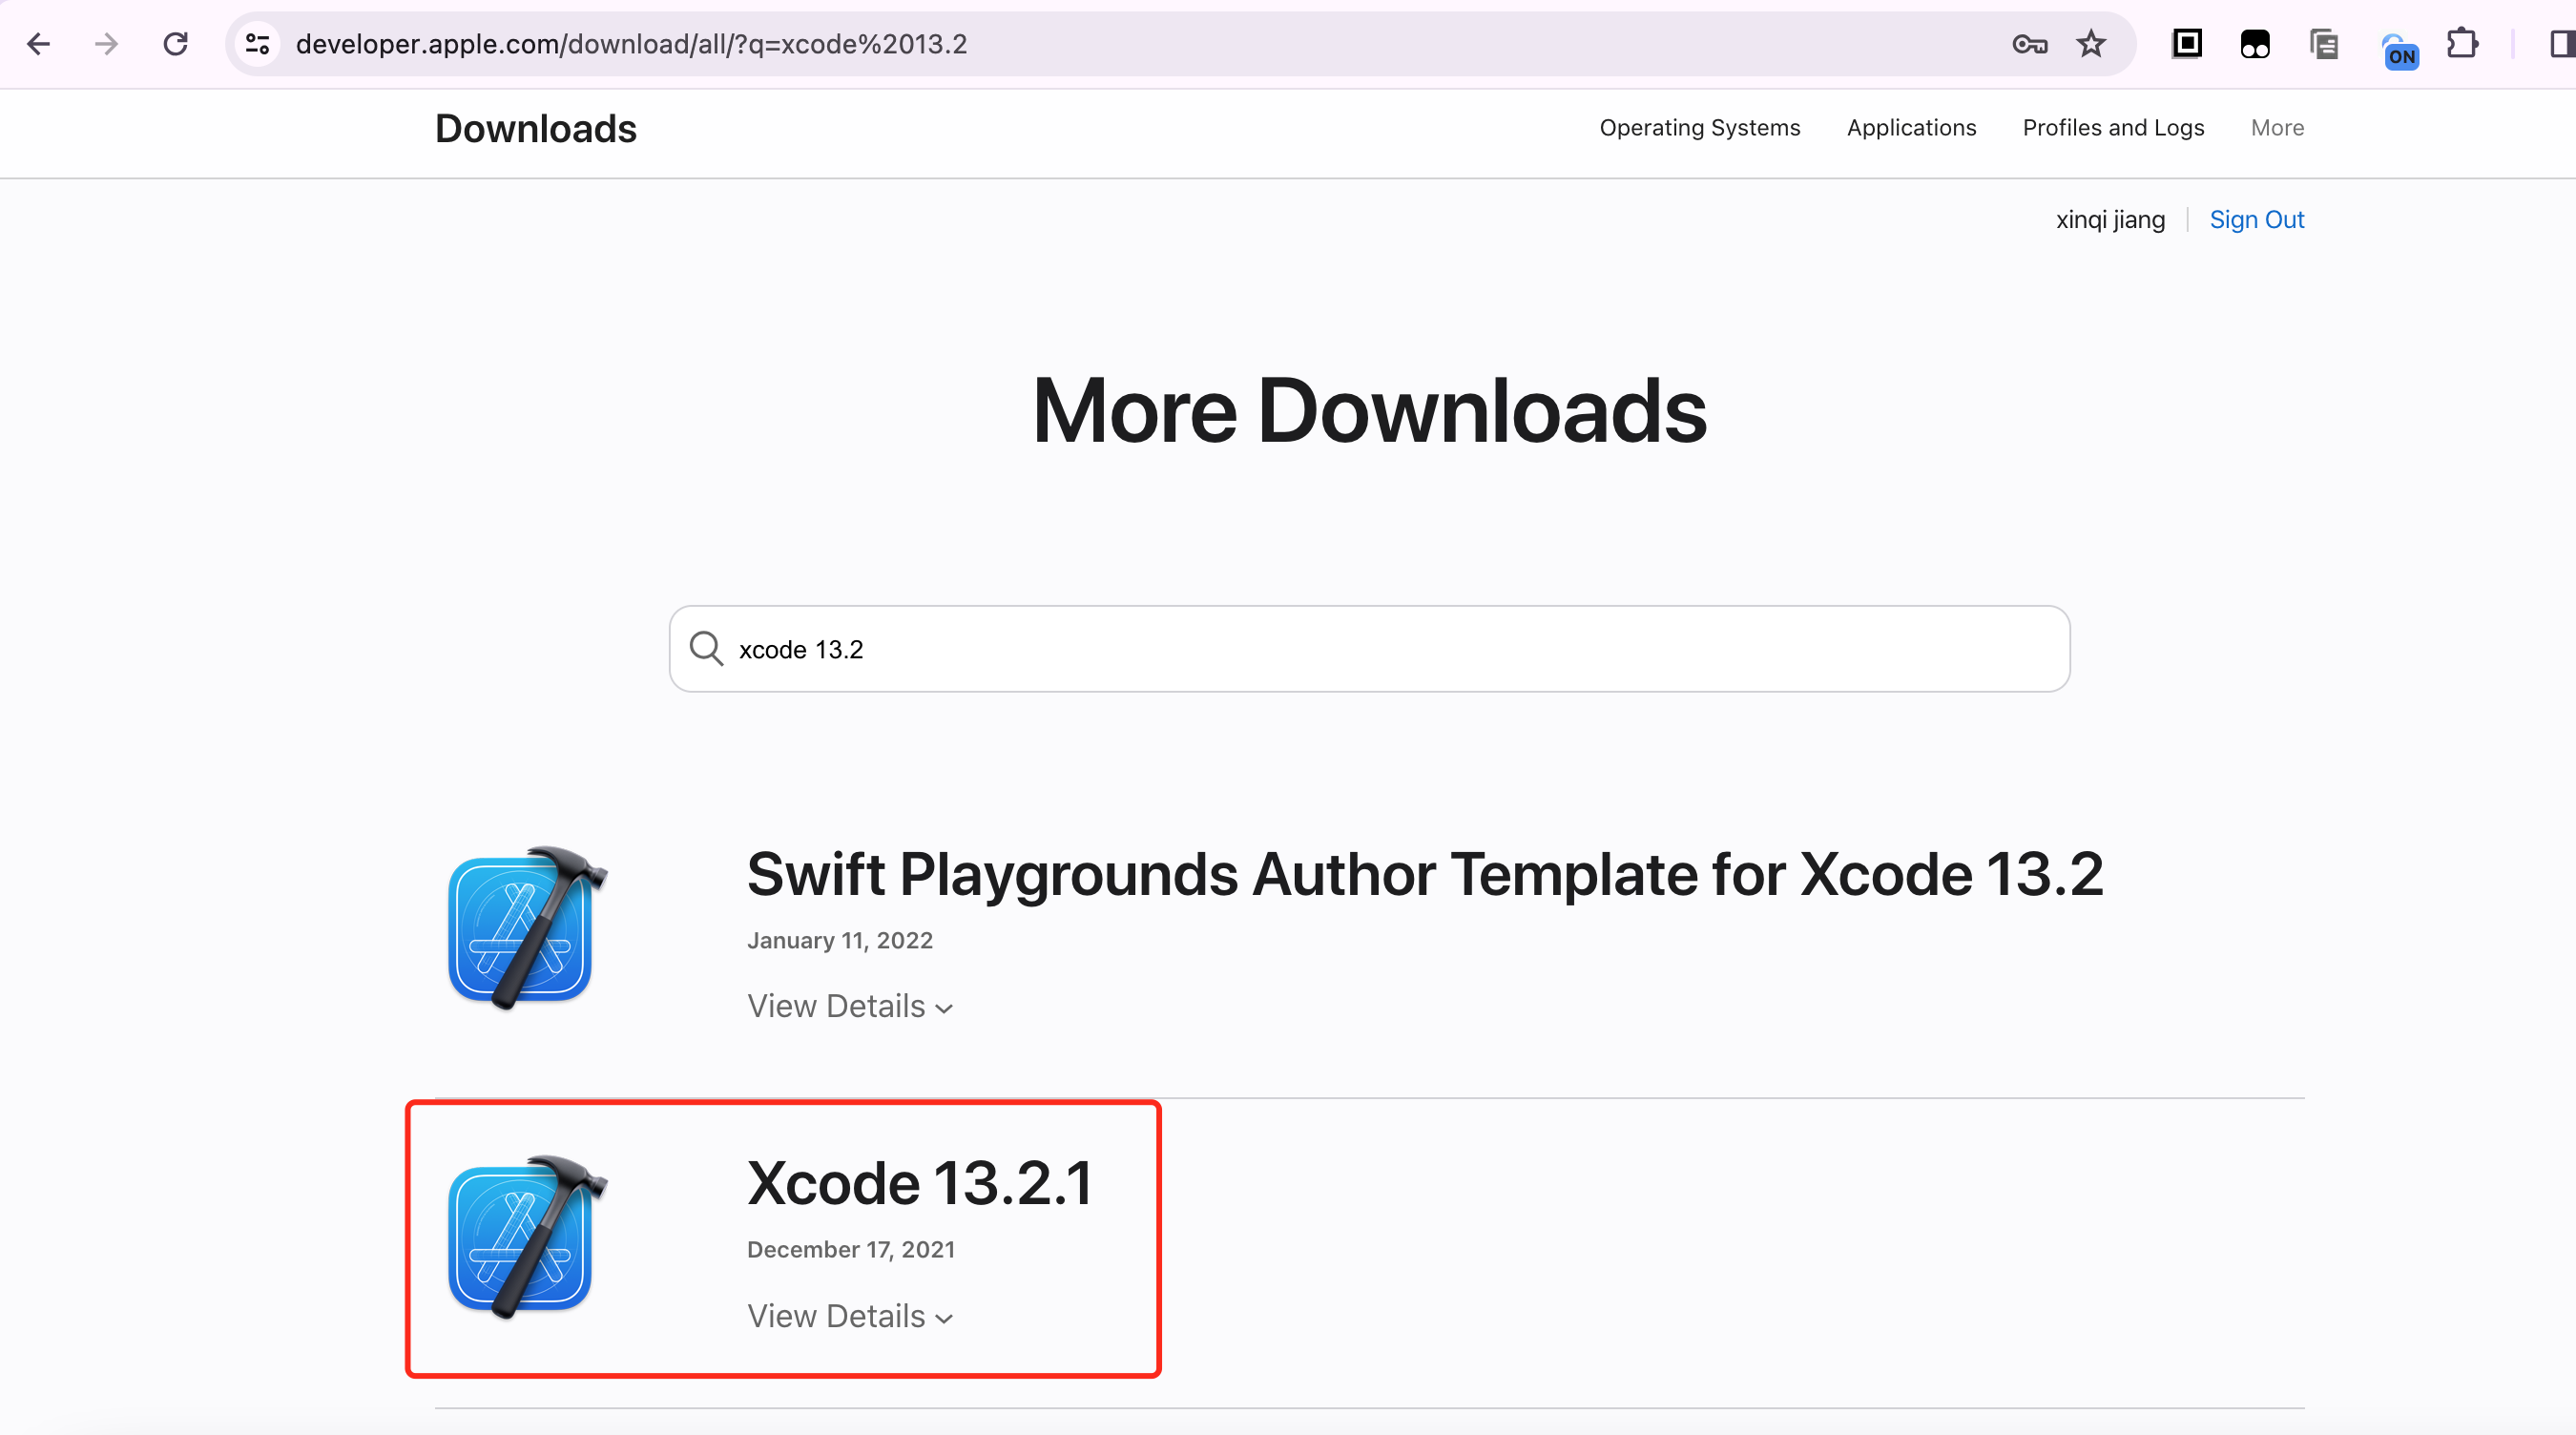 developer.apple.com/download/all/?q=xcode%2013.2
ON
Downloads
Operating Systems Applications Profiles and Logs More
xinqi jiang Sign Out
More Downloads
xcode 13.2
Swift Playgrounds Author Template for Xcode 13.2
January 11, 2022
View Details
Xcode 13.2.1
December 17, 2021
View Details